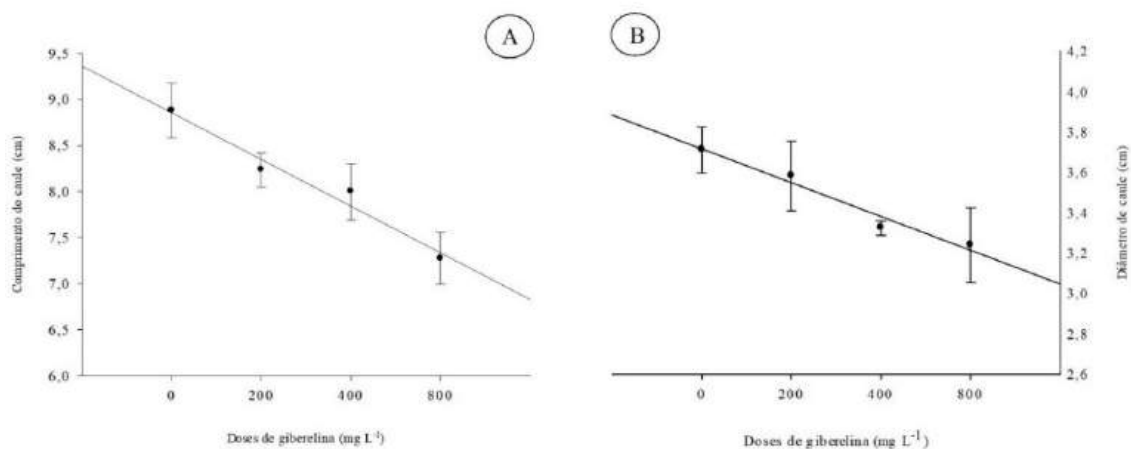 A
Comprimento do caule (cm)
9,5
9,0
8,5
8,0
7,5
7,0
6,5
6,0
0 200 400 800
Doses de giberelina (mg L-1)
B
4,2
4,0
3,8
3,6
3,4
3,2
3,0
2,8
2,6
Diâmetro de caule (cm)
0 200 400 800
Doses de giberelina (mg L-1)